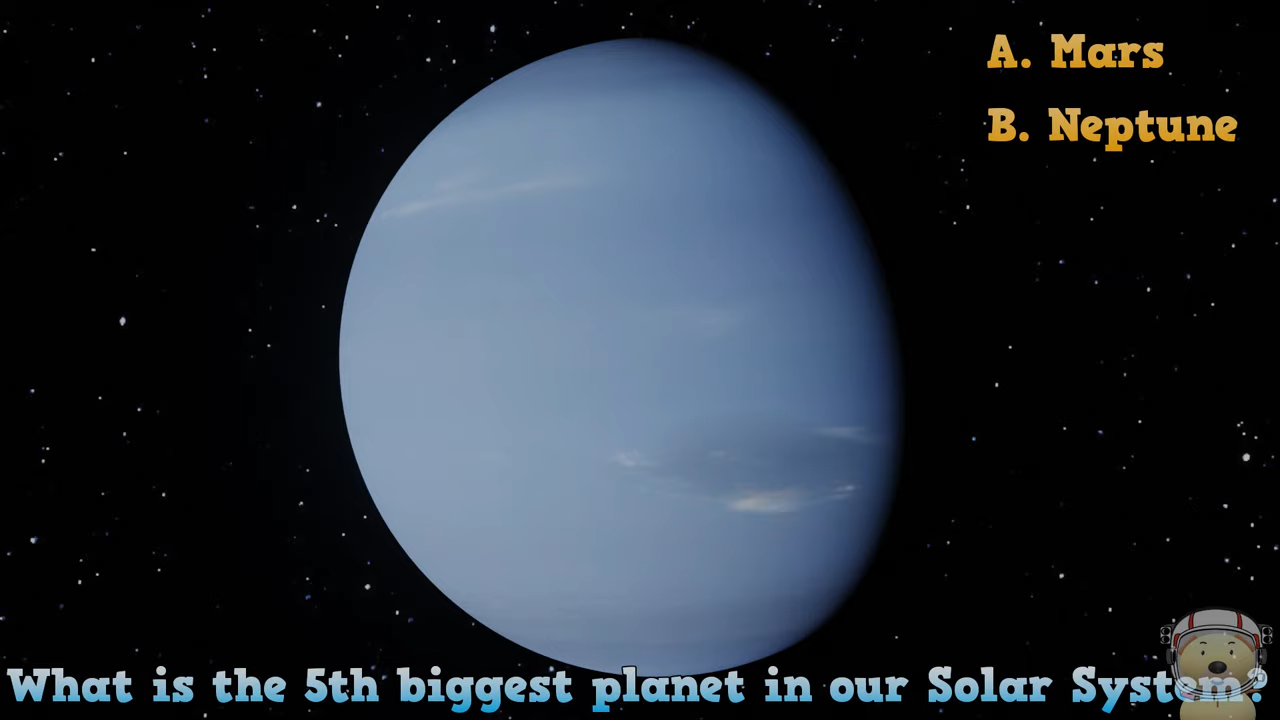 A. Mars
B. Neptune
What is the 5th biggest planet in our Solar System?